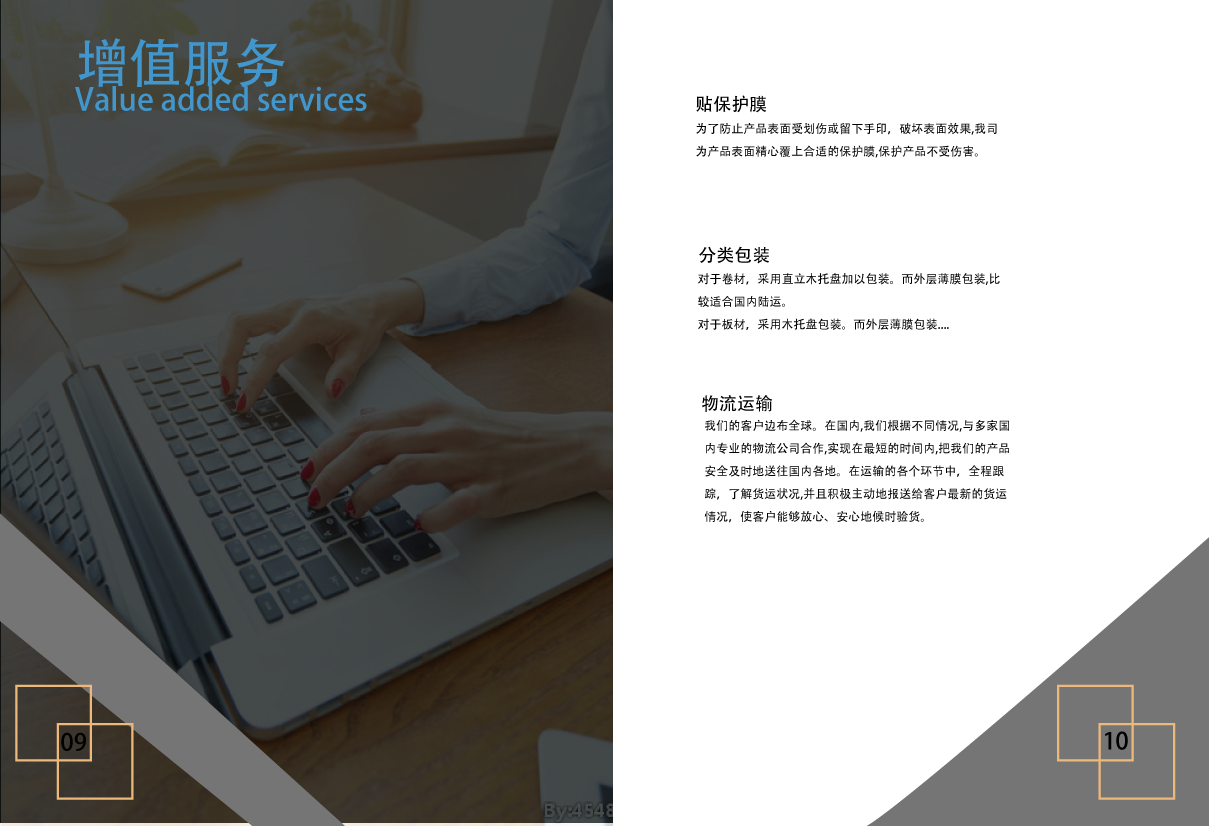 增值服务
Value added services
贴保护膜
为了防止产品表面受划伤或留下手印，破坏表面效果,我司
为产品表面精心覆上合适的保护膜,保护产品不受伤害。
分类包装
对于卷材，采用直立木托盘加以包装。而外层薄膜包装,比
较适合国内陆运。
对于板材，采用木托盘包装。而外层薄膜包装....
物流运输
我们的客户边布全球。在国内,我们根据不同情况,与多家国
内专业的物流公司合作,实现在最短的时间内,把我们的产品
安全及时地送往国内各地。在运输的各个环节中，全程跟
踪，了解货运状况,并且积极主动地报送给客户最新的货运
情况，使客户能够放心、安心地候时验货。
09
10
By:4548